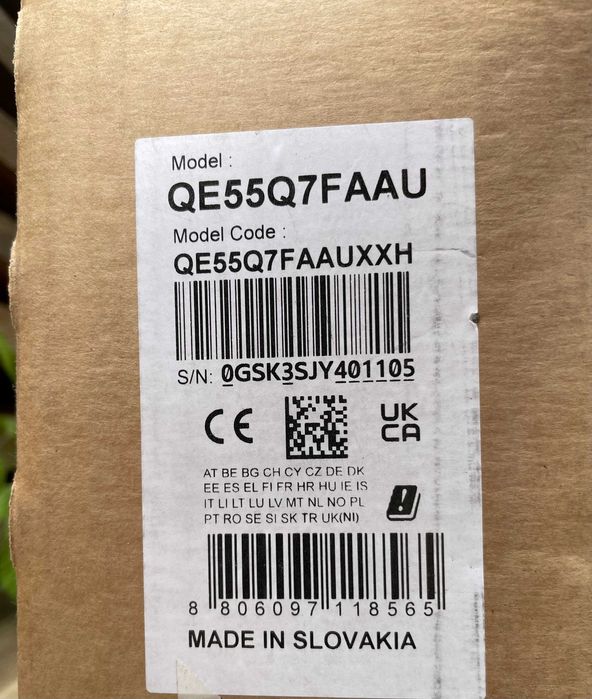 Model :
QE55Q7FAAU
Model Code :
QE55Q7FAAUXXH
S/N: 0GSK3SJY401105
CE
UK
CA
AT BE BG CH CY CZ DE DK
EE ES EL FI FR HR HU IE IS
IT LI LT LU LV MT NL NO PL
PT RO SE SI SK TR UK(NI)
8 806097 118565
MADE IN SLOVAKIA